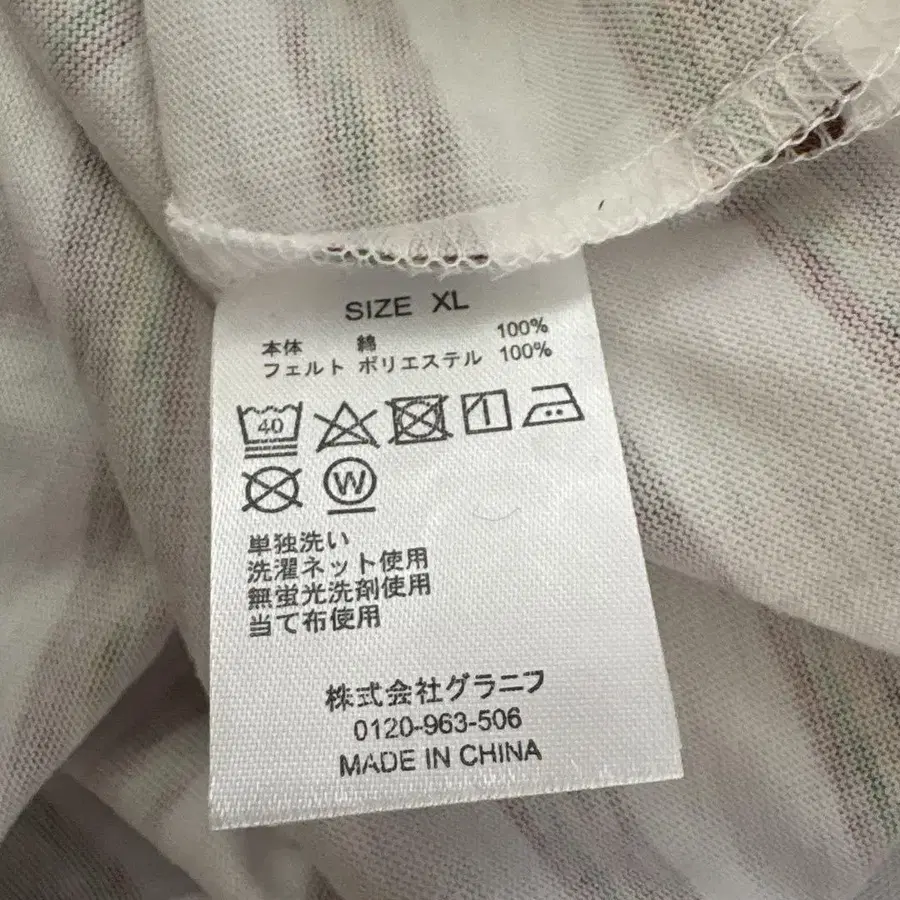 SIZE XL
本体 綿 100%
フェルト ポリエステル 100%
40
W
単独洗い
洗濯ネット使用
無蛍光洗剤使用
当て布使用
株式会社グラニフ
0120-963-506
MADE IN CHINA